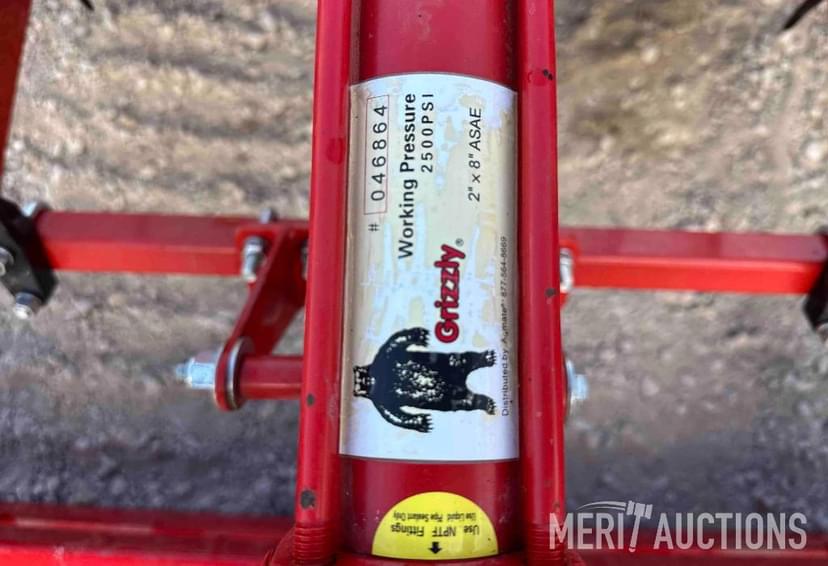 # 046864
Working Pressure
2500PSI
2" x 8" ASAE
Grizzly®
Distributed by Agmate® 877-564-8669
Use NPTF Fittings
Use Liquid Pipe Sealant Only
MERIT AUCTIONS